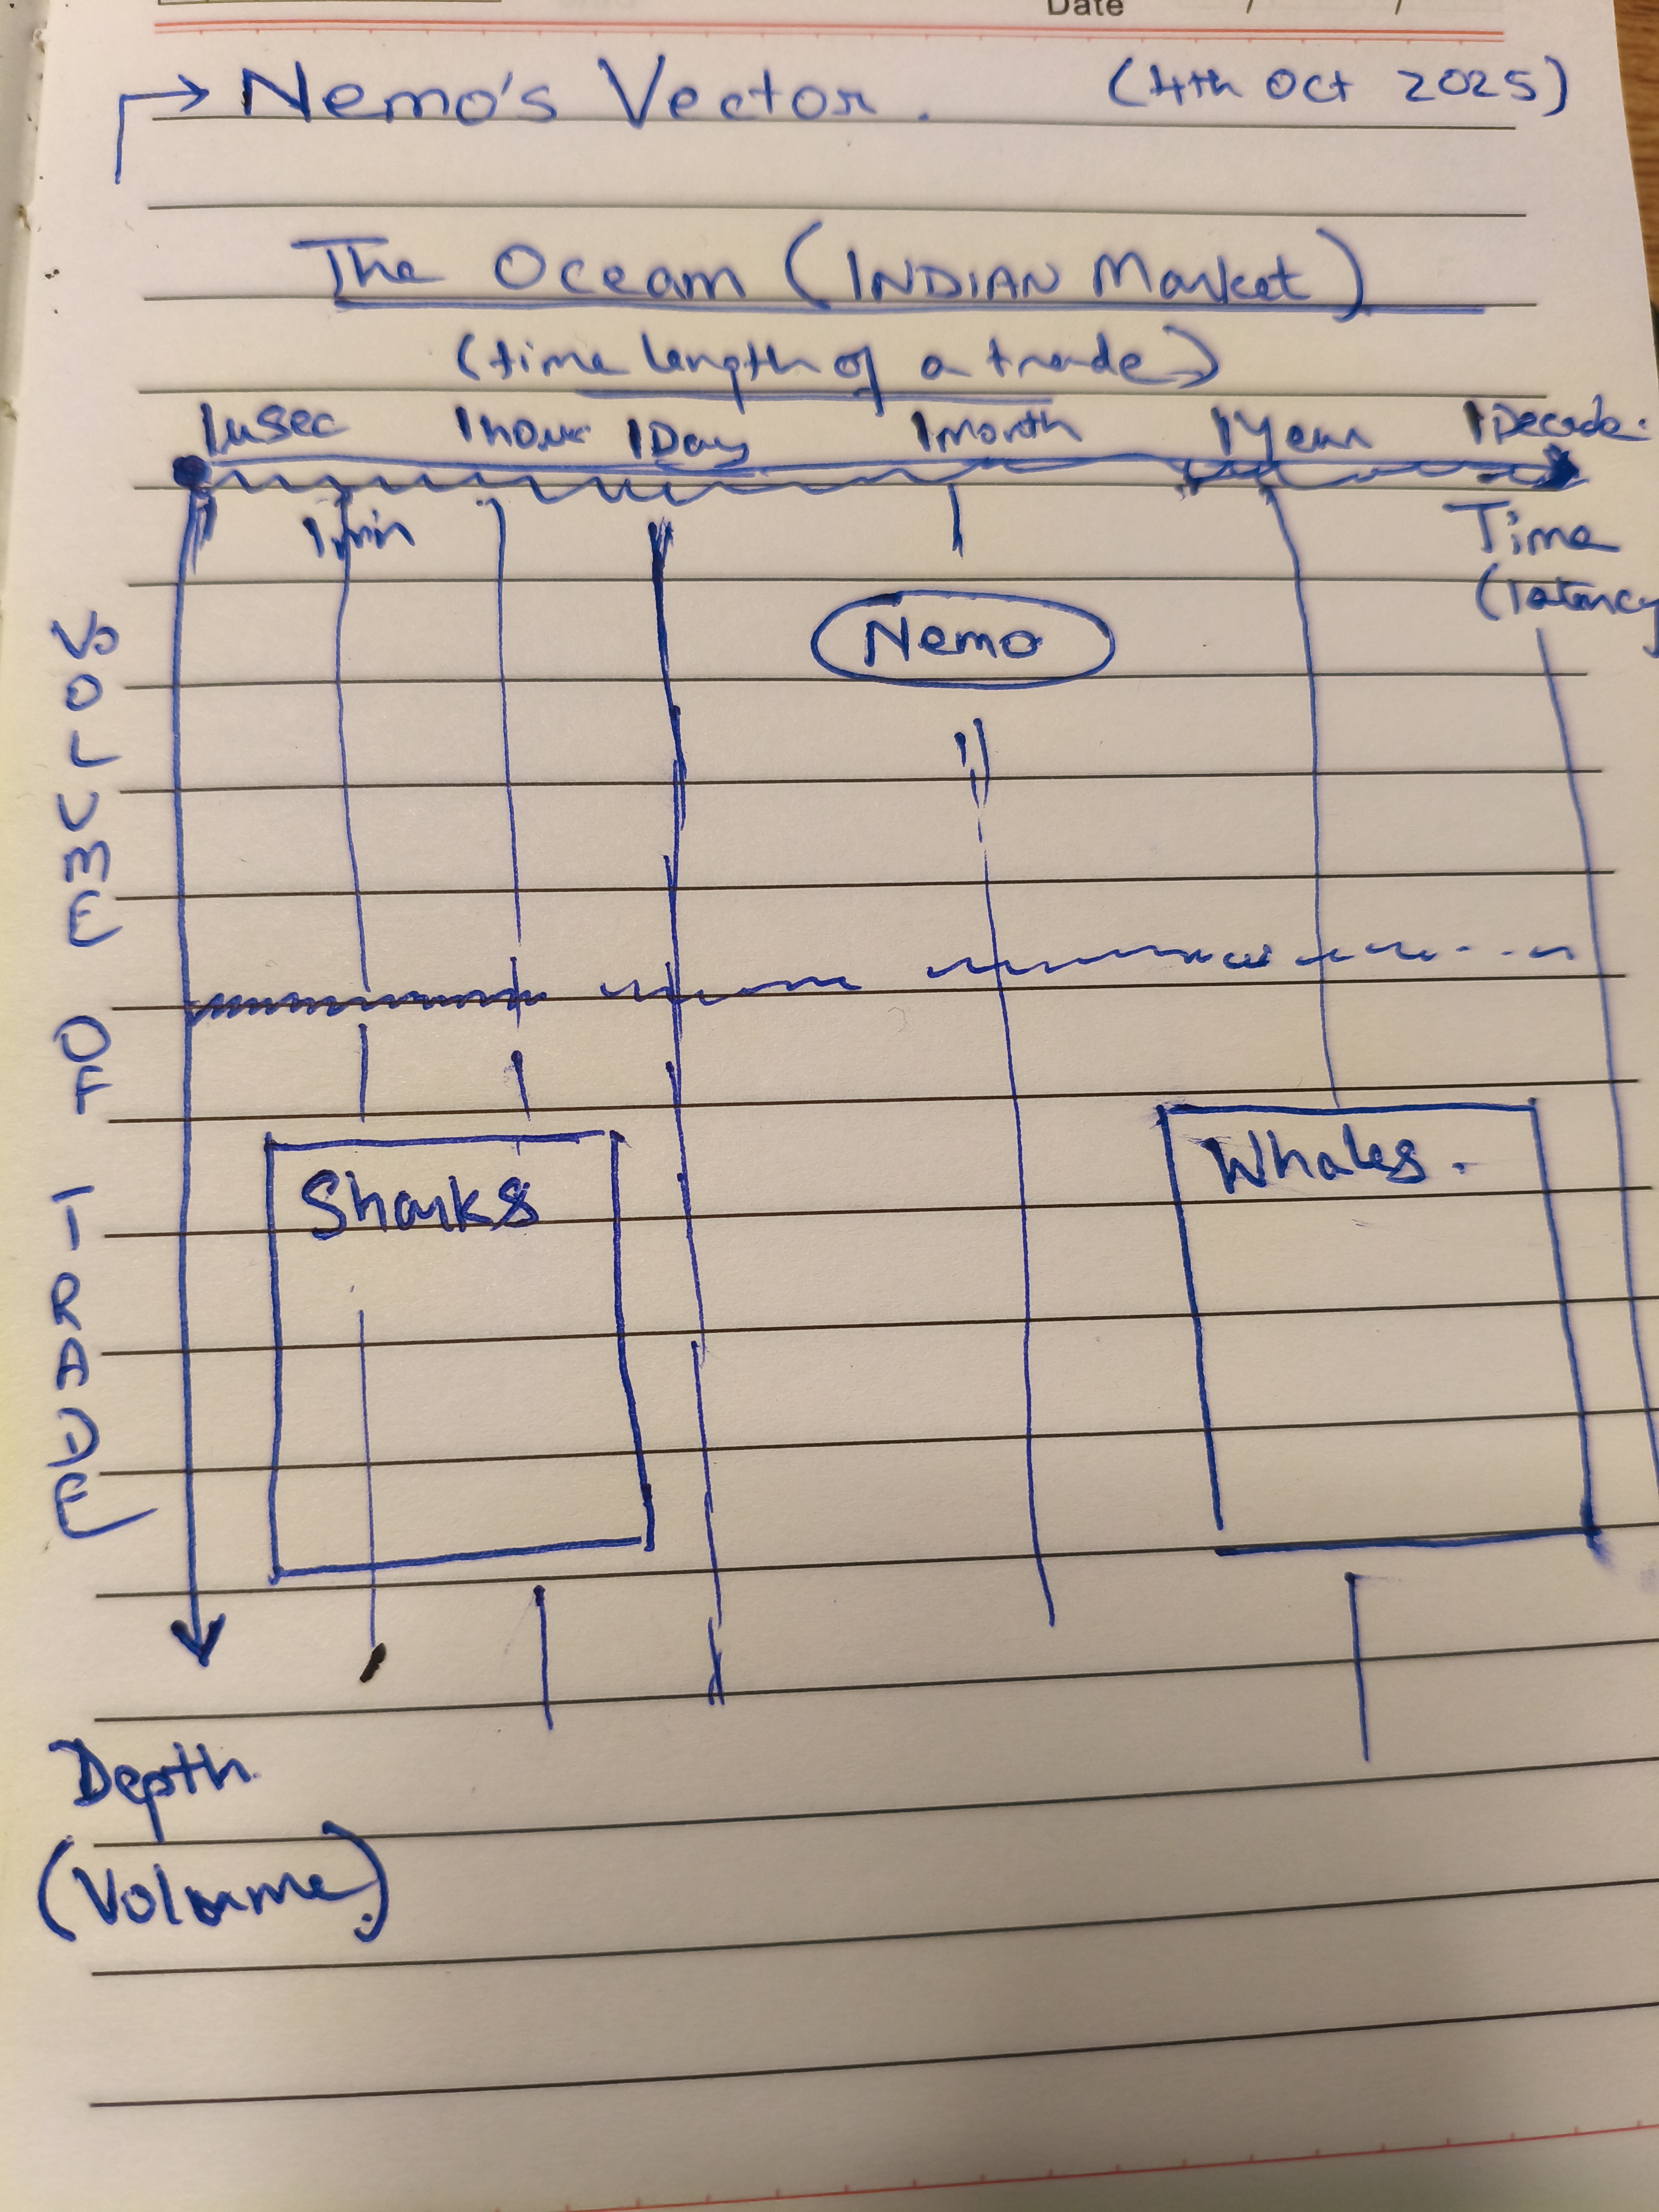 Date / /
Nemo's Vector. (4th Oct 2025)
The Ocean (INDIAN Market)
(time length of a trade)
1usec 1hour 1Day 1month 1Year 1Decade.
1min
Time
(latency
Nemo
VOLUME OF TRADE
Sharks
Whales.
Depth.
(Volume).